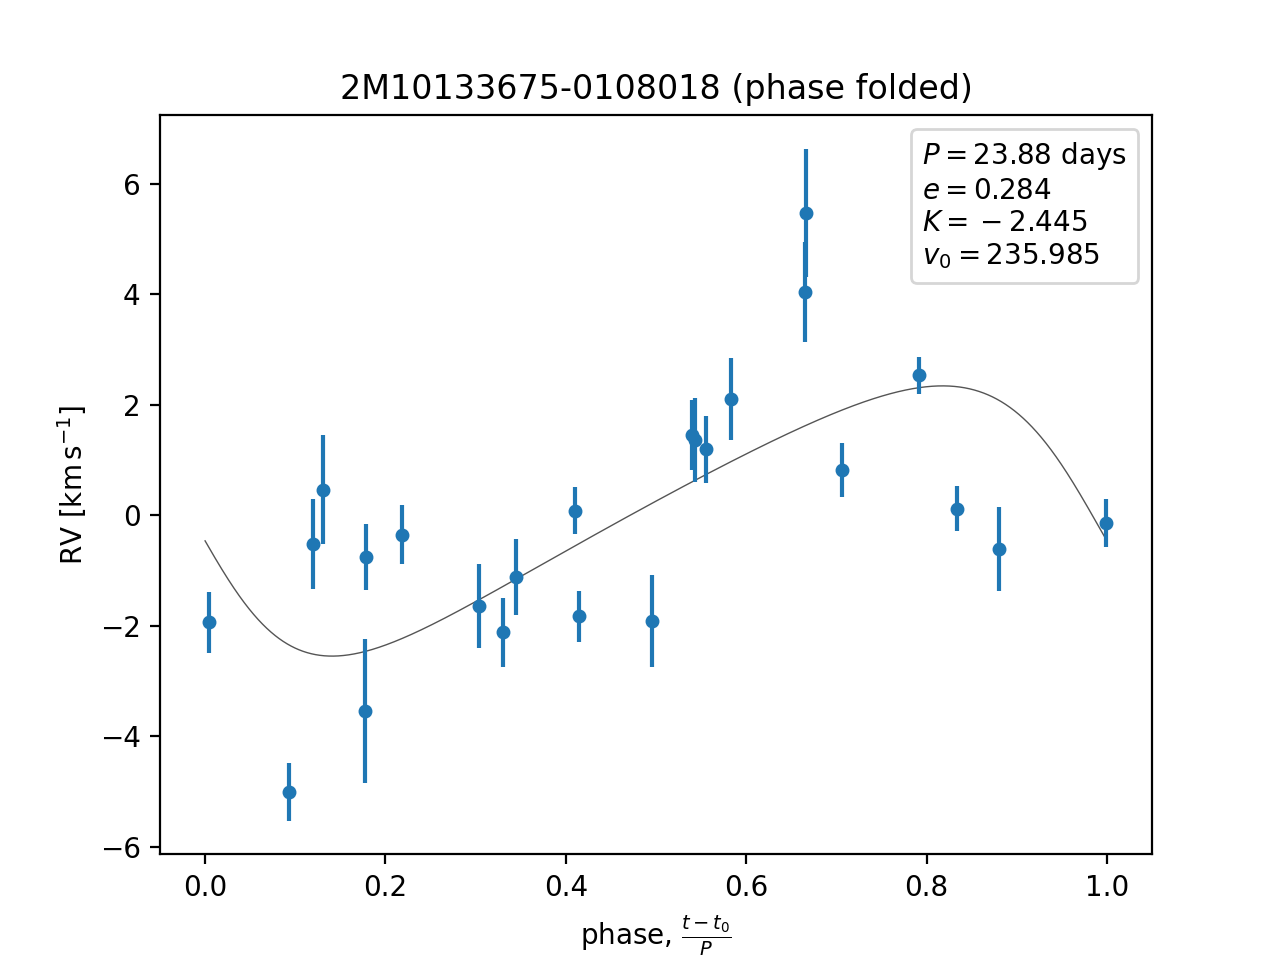 2M10133675-0108018 (phase folded)
P = 23.88 days
e = 0.284
K = −2.445
v₀ = 235.985
RV [km s⁻¹]
6
4
2
0
−2
−4
−6
0.0 0.2 0.4 0.6 0.8 1.0
phase, (t − t₀)/P